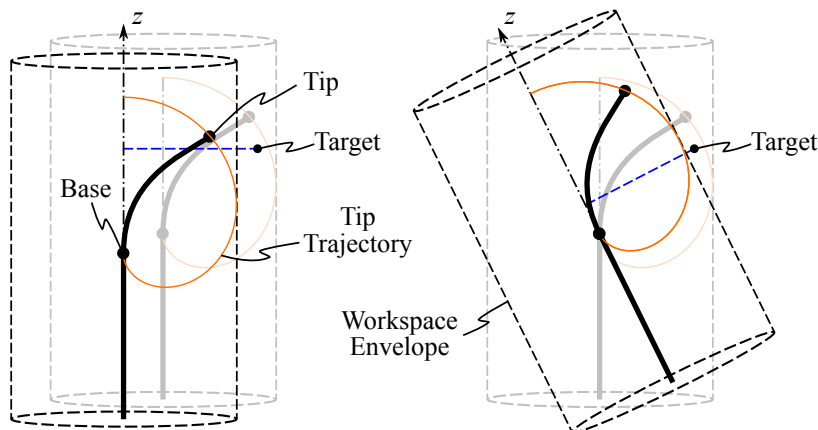 z
Tip
Target
Base
Tip
Trajectory
z
Target
Workspace
Envelope